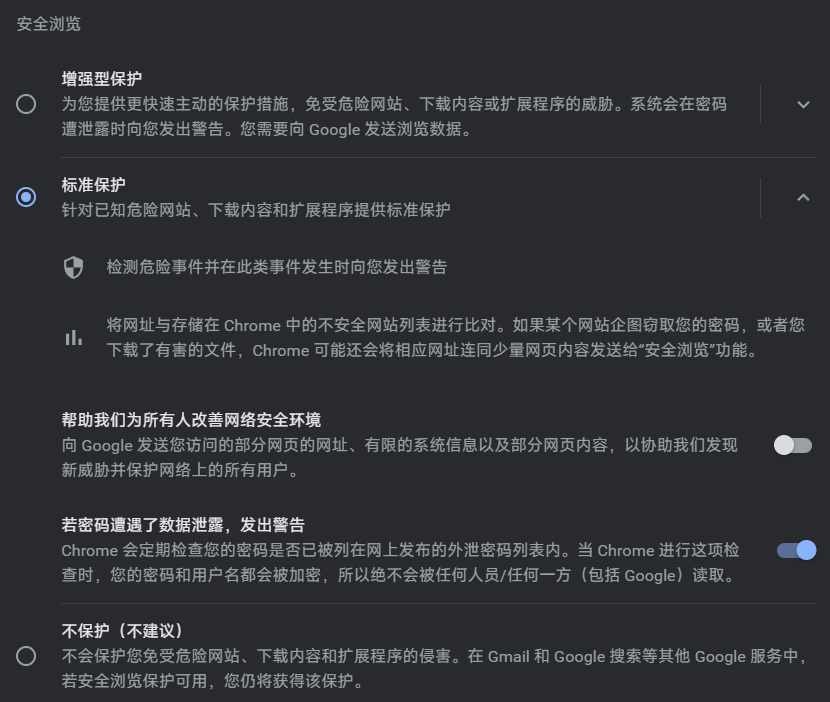 安全浏览
增强型保护
为您提供更快速主动的保护措施，免受危险网站、下载内容或扩展程序的威胁。系统会在密码
遭泄露时向您发出警告。您需要向 Google 发送浏览数据。
标准保护
针对已知危险网站、下载内容和扩展程序提供标准保护
检测危险事件并在此类事件发生时向您发出警告
将网址与存储在 Chrome 中的不安全网站列表进行比对。如果某个网站企图窃取您的密码，或者您
下载了有害的文件，Chrome 可能还会将相应网址连同少量网页内容发送给“安全浏览”功能。
帮助我们为所有人改善网络安全环境
向 Google 发送您访问的部分网页的网址、有限的系统信息以及部分网页内容，以协助我们发现
新威胁并保护网络上的所有用户。
若密码遭遇了数据泄露，发出警告
Chrome 会定期检查您的密码是否已被列在网上发布的外泄密码列表内。当 Chrome 进行这项检
查时，您的密码和用户名都会被加密，所以绝不会被任何人员/任何一方（包括 Google）读取。
不保护（不建议）
不会保护您免受危险网站、下载内容和扩展程序的侵害。在 Gmail 和 Google 搜索等其他 Google 服务中，
若安全浏览保护可用，您仍将获得该保护。